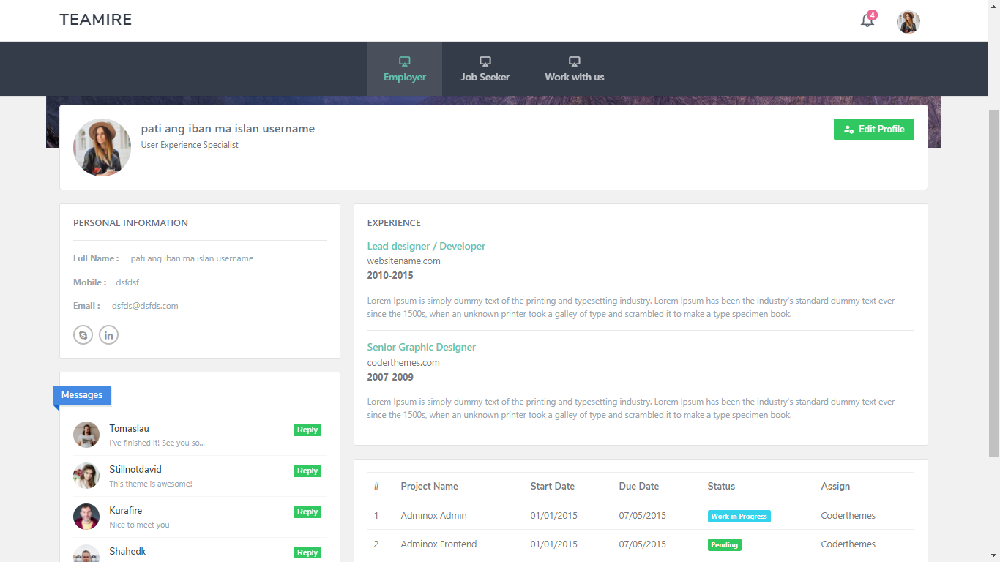 TEAMIRE
4
Employer
Job Seeker
Work with us
pati ang iban ma islan username
User Experience Specialist
Edit Profile
PERSONAL INFORMATION
Full Name : pati ang iban ma islan username
Mobile : dsfdsf
Email : dsfds@dsfds.com
Messages
Tomaslau
I've finished it! See you so...
Reply
Stillnotdavid
This theme is awesome!
Reply
Kurafire
Nice to meet you
Reply
Shahedk
Reply
EXPERIENCE
Lead designer / Developer
websitename.com
2010-2015
Lorem Ipsum is simply dummy text of the printing and typesetting industry. Lorem Ipsum has been the industry's standard dummy text ever
since the 1500s, when an unknown printer took a galley of type and scrambled it to make a type specimen book.
Senior Graphic Designer
coderthemes.com
2007-2009
Lorem Ipsum is simply dummy text of the printing and typesetting industry. Lorem Ipsum has been the industry's standard dummy text ever
since the 1500s, when an unknown printer took a galley of type and scrambled it to make a type specimen book.
# Project Name Start Date Due Date Status Assign
1 Adminox Admin 01/01/2015 07/05/2015 Work in Progress Coderthemes
2 Adminox Frontend 01/01/2015 07/05/2015 Pending Coderthemes